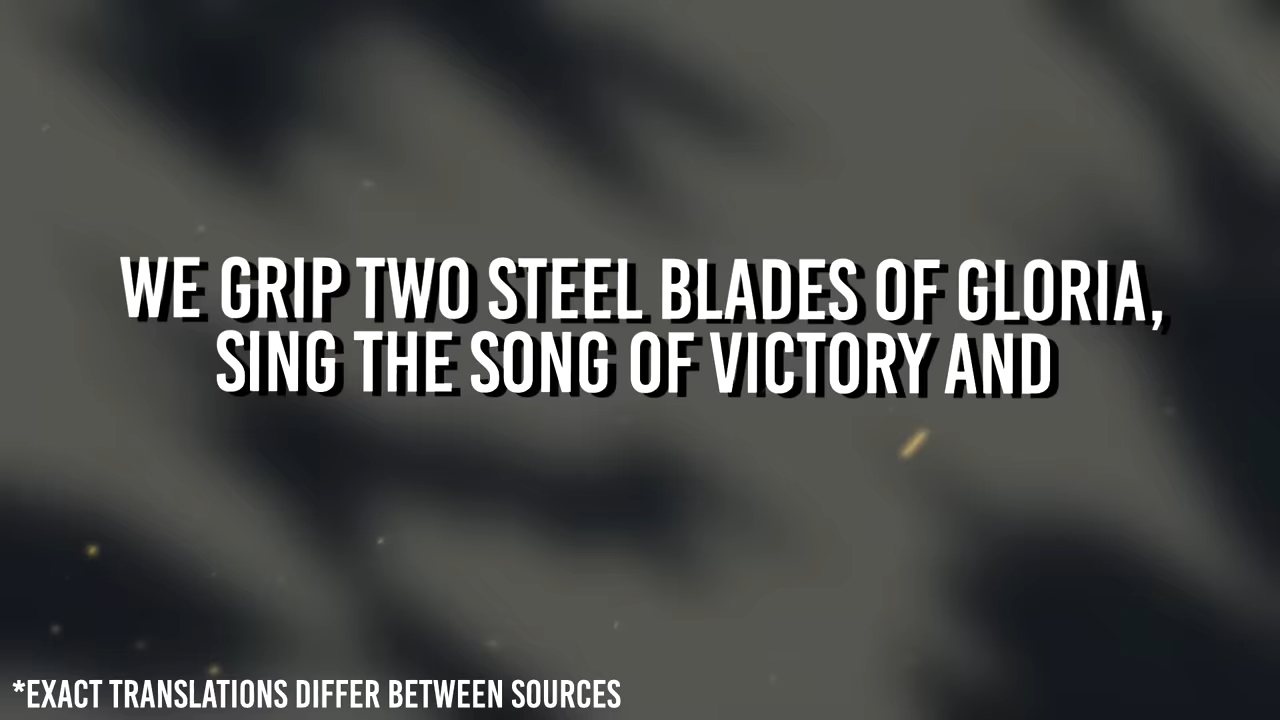 WE GRIP TWO STEEL BLADES OF GLORIA,
SING THE SONG OF VICTORY AND
*EXACT TRANSLATIONS DIFFER BETWEEN SOURCES